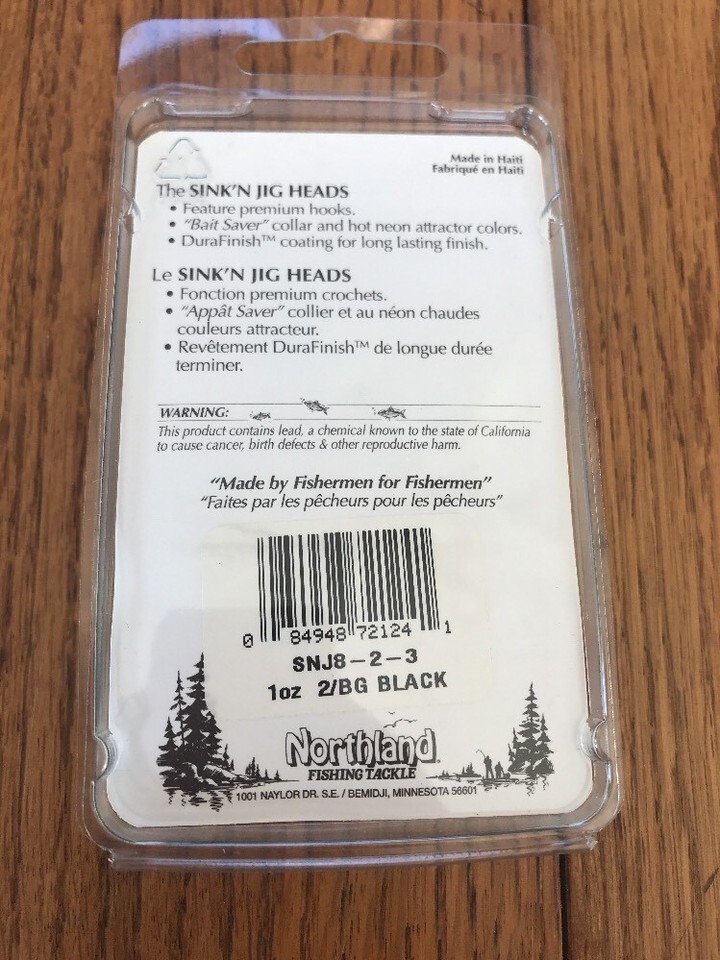 Made in Haiti
Fabriqué en Haiti
The SINK'N JIG HEADS
• Feature premium hooks.
• "Bait Saver" collar and hot neon attractor colors.
• DuraFinish™ coating for long lasting finish.
Le SINK'N JIG HEADS
• Fonction premium crochets.
• "Appât Saver" collier et au néon chaudes
couleurs attracteur.
• Revêtement DuraFinish™ de longue durée
terminer.
WARNING:
This product contains lead, a chemical known to the state of California
to cause cancer, birth defects & other reproductive harm.
"Made by Fishermen for Fishermen"
"Faites par les pêcheurs pour les pêcheurs"
0 84948 72124 1
SNJ8-2-3
1oz 2/BG BLACK
Northland
FISHING TACKLE
1001 NAYLOR DR. S.E. / BEMIDJI, MINNESOTA 56601